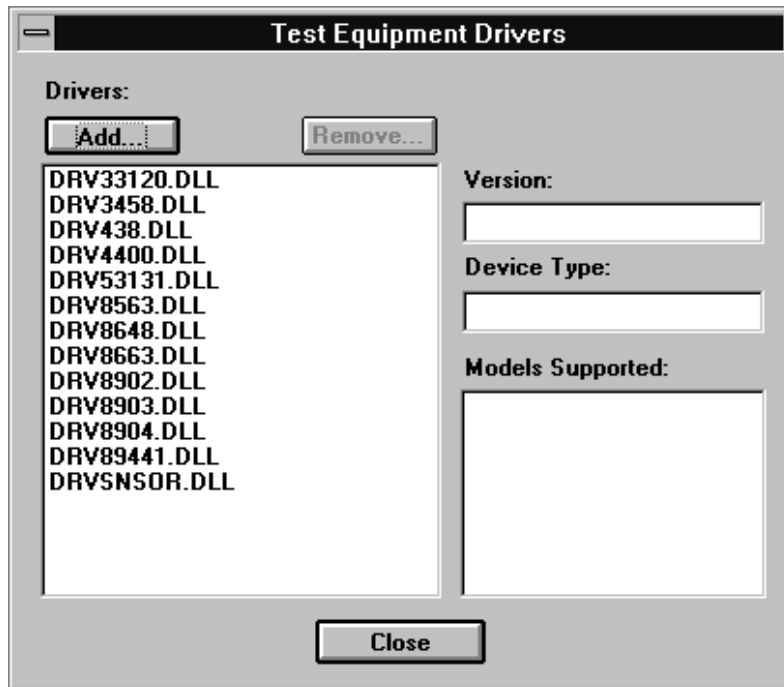 Test Equipment Drivers
Drivers:
Add...
Remove...
DRV33120.DLL
DRV3458.DLL
DRV438.DLL
DRV4400.DLL
DRV53131.DLL
DRV8563.DLL
DRV8648.DLL
DRV8663.DLL
DRV8902.DLL
DRV8903.DLL
DRV8904.DLL
DRV89441.DLL
DRVSNSOR.DLL
Version:
Device Type:
Models Supported:
Close